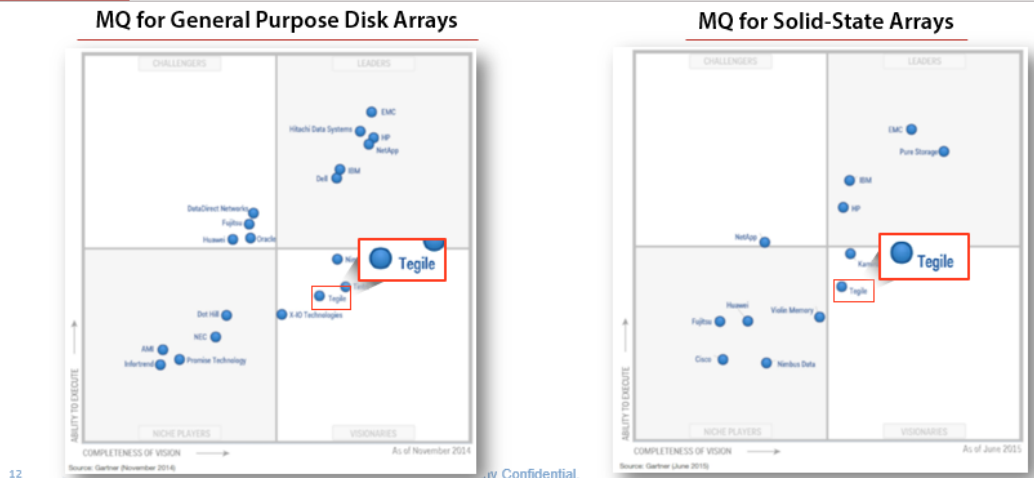 MQ for General Purpose Disk Arrays
CHALLENGERS
LEADERS
EMC
Hitachi Data Systems
HP
NetApp
IBM
Dell
DataDirect Networks
Fujitsu
Huawei
Oracle
Tegile
Tegile
X-IO Technologies
Dot Hill
NEC
AMI
Promise Technology
Infortrend
ABILITY TO EXECUTE
NICHE PLAYERS
VISIONARIES
COMPLETENESS OF VISION
As of November 2014
Source: Gartner (November 2014)
MQ for Solid-State Arrays
CHALLENGERS
LEADERS
EMC
Pure Storage
IBM
HP
NetApp
Tegile
Tegile
Huawei
Violin Memory
Fujitsu
Cisco
Nimbus Data
ABILITY TO EXECUTE
NICHE PLAYERS
VISIONARIES
COMPLETENESS OF VISION
As of June 2015
Source: Gartner (June 2015)
12
Confidential